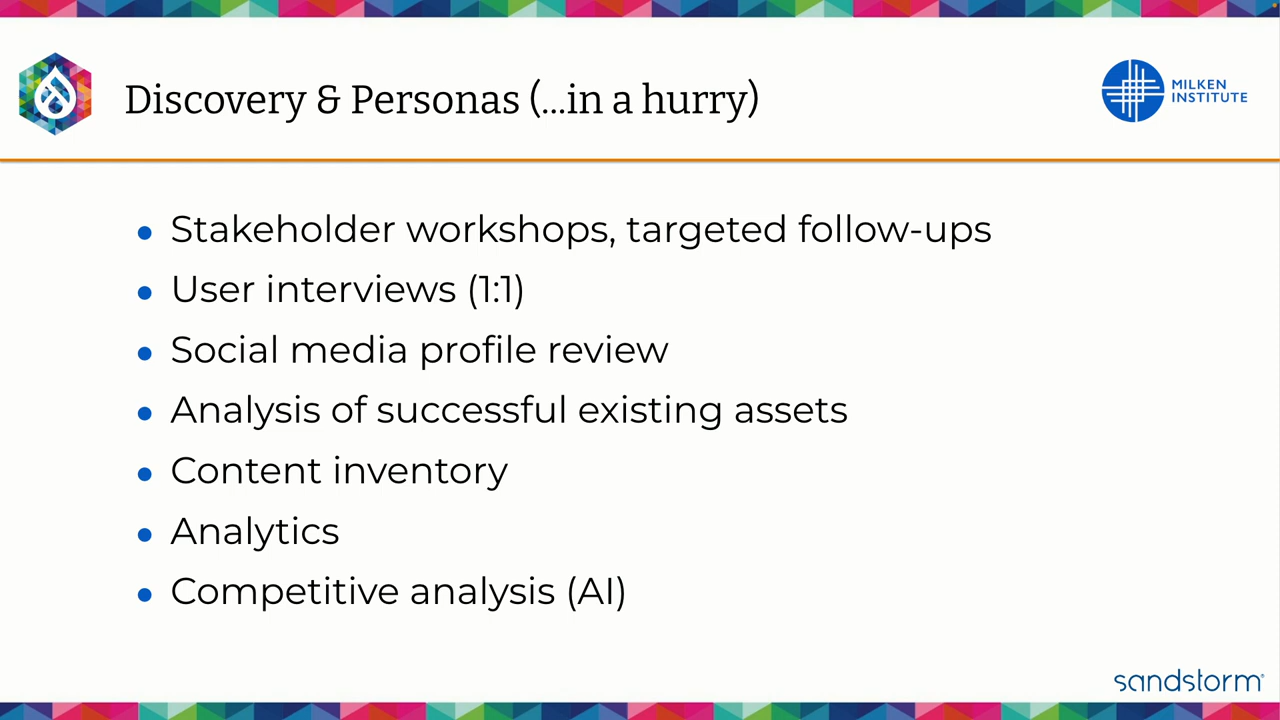 Discovery & Personas (...in a hurry)
MILKEN
INSTITUTE
● Stakeholder workshops, targeted follow-ups
● User interviews (1:1)
● Social media profile review
● Analysis of successful existing assets
● Content inventory
● Analytics
● Competitive analysis (AI)
sandstorm®